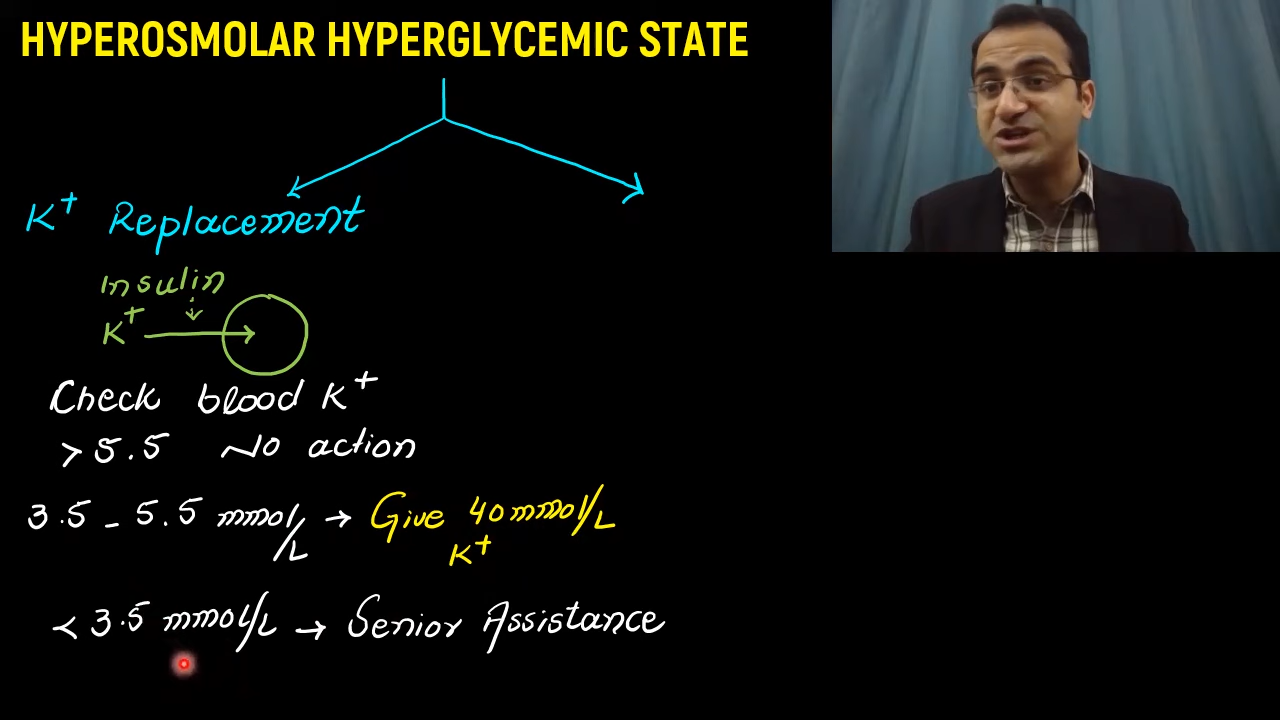 HYPEROSMOLAR HYPERGLYCEMIC STATE
K+ Replacement
Insulin
K+
Check blood K+
> 5.5 No action
3.5 - 5.5 mmol/L → Give 40 mmol/L
K+
< 3.5 mmol/L → Senior Assistance